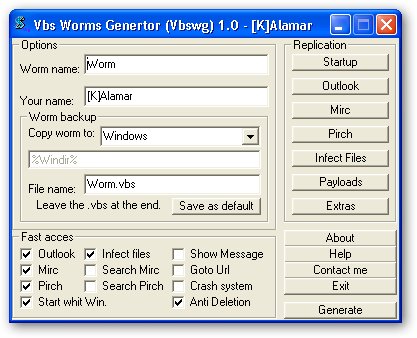 Vbs Worms Genertor (Vbswg) 1.0 - [K]Alamar
Options
Worm name: Worm
Your name: [K]Alamar
Worm backup
Copy worm to: Windows
%Windir%
File name: Worm.vbs
Leave the .vbs at the end. Save as default
Fast acces
Outlook Infect files Show Message
Mirc Search Mirc Goto Url
Pirch Search Pirch Crash system
Start whit Win. Anti Deletion
Replication
Startup
Outlook
Mirc
Pirch
Infect Files
Payloads
Extras
About
Help
Contact me
Exit
Generate